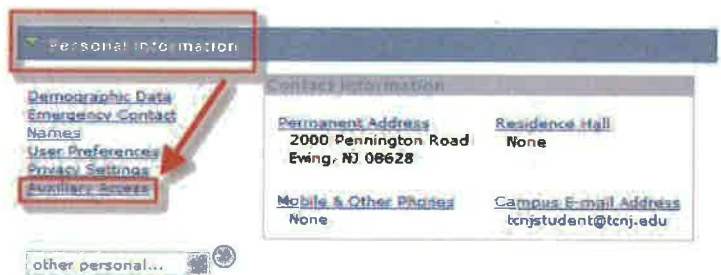 Personal Information
Demographic Data
Emergency Contact
Names
User Preferences
Privacy Settings
Auxiliary Access
other personal...
Contact Information
Permanent Address
2000 Pennington Road
Ewing, NJ 08628
Residence Hall
None
Mobile & Other Phones
None
Campus E-mail Address
tcnjstudent@tcnj.edu